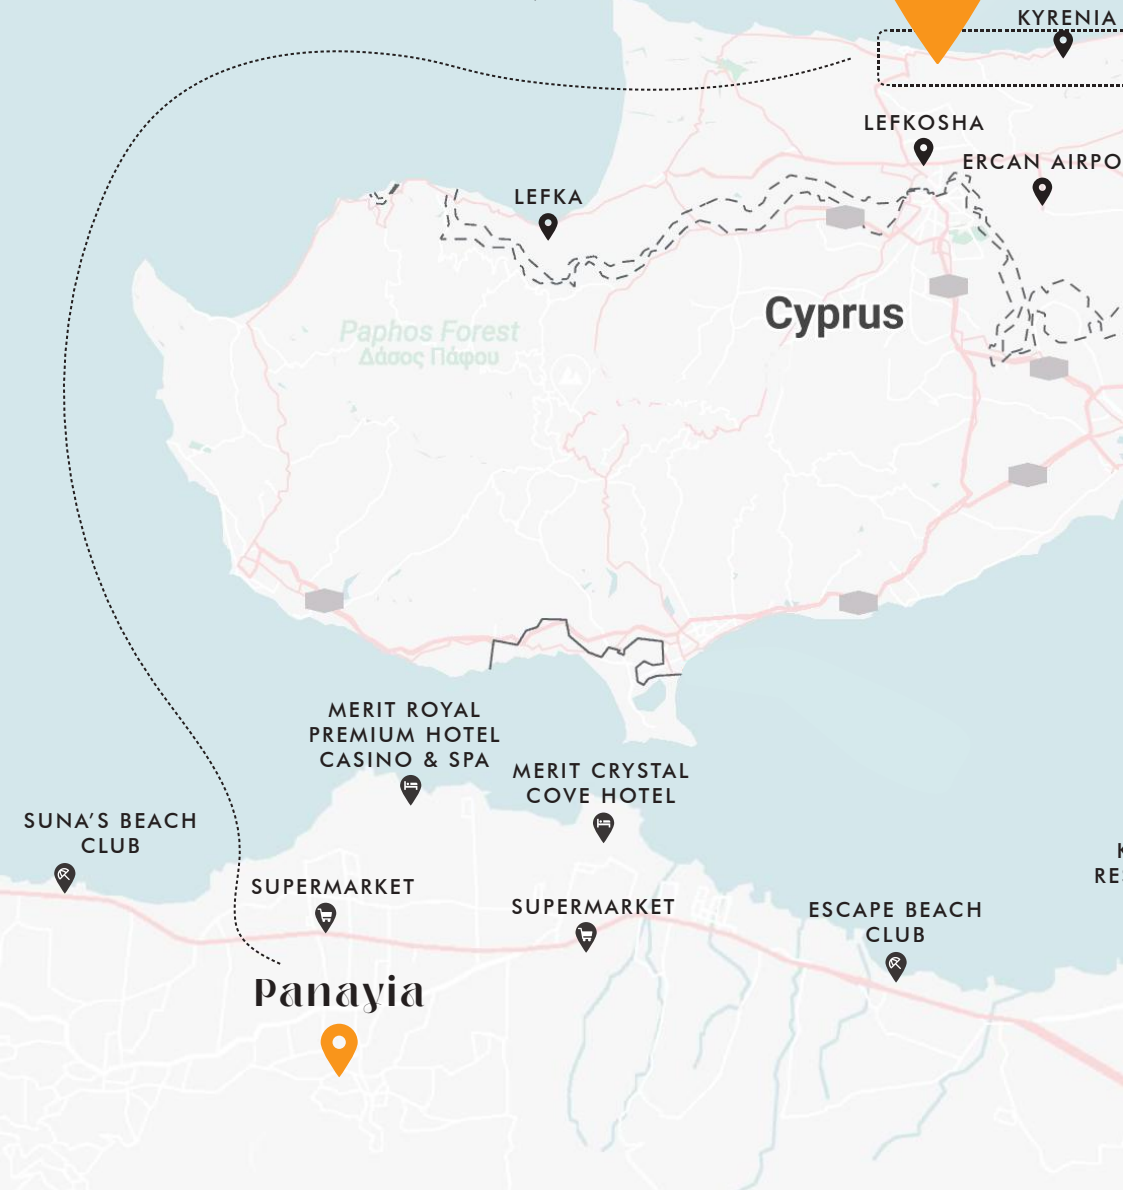 KYRENIA
LEFKOSHA
ERCAN AIRPO
LEFKA
Cyprus
Paphos Forest
Δάσος Πάφου
MERIT ROYAL
PREMIUM HOTEL
CASINO & SPA
MERIT CRYSTAL
COVE HOTEL
SUNA'S BEACH
CLUB
K
RES
SUPERMARKET
SUPERMARKET
ESCAPE BEACH
CLUB
Panayia